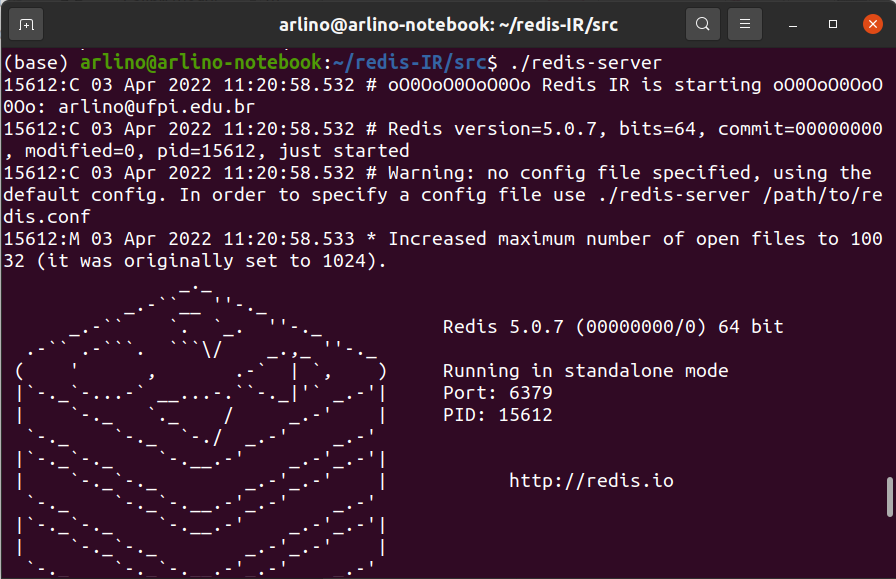 arlino@arlino-notebook: ~/redis-IR/src
(base) arlino@arlino-notebook:~/redis-IR/src$ ./redis-server
15612:C 03 Apr 2022 11:20:58.532 # oO0OoO0OoO0Oo Redis IR is starting oO0OoO0OoO
0Oo: arlino@ufpi.edu.br
15612:C 03 Apr 2022 11:20:58.532 # Redis version=5.0.7, bits=64, commit=00000000
, modified=0, pid=15612, just started
15612:C 03 Apr 2022 11:20:58.532 # Warning: no config file specified, using the
default config. In order to specify a config file use ./redis-server /path/to/re
dis.conf
15612:M 03 Apr 2022 11:20:58.533 * Increased maximum number of open files to 100
32 (it was originally set to 1024).
Redis 5.0.7 (00000000/0) 64 bit
Running in standalone mode
Port: 6379
PID: 15612
http://redis.io